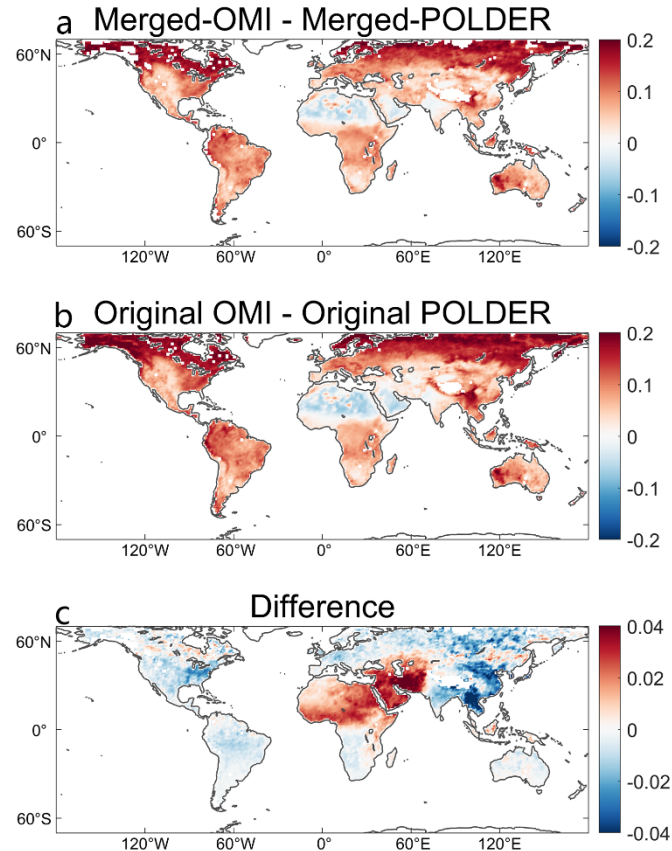 a Merged-OMI - Merged-POLDER
60°N
0°
60°S
120°W 60°W 0° 60°E 120°E
0.2
0.1
0
-0.1
-0.2
b Original OMI - Original POLDER
60°N
0°
60°S
120°W 60°W 0° 60°E 120°E
0.2
0.1
0
-0.1
-0.2
c Difference
60°N
0°
60°S
120°W 60°W 0° 60°E 120°E
0.04
0.02
0
-0.02
-0.04